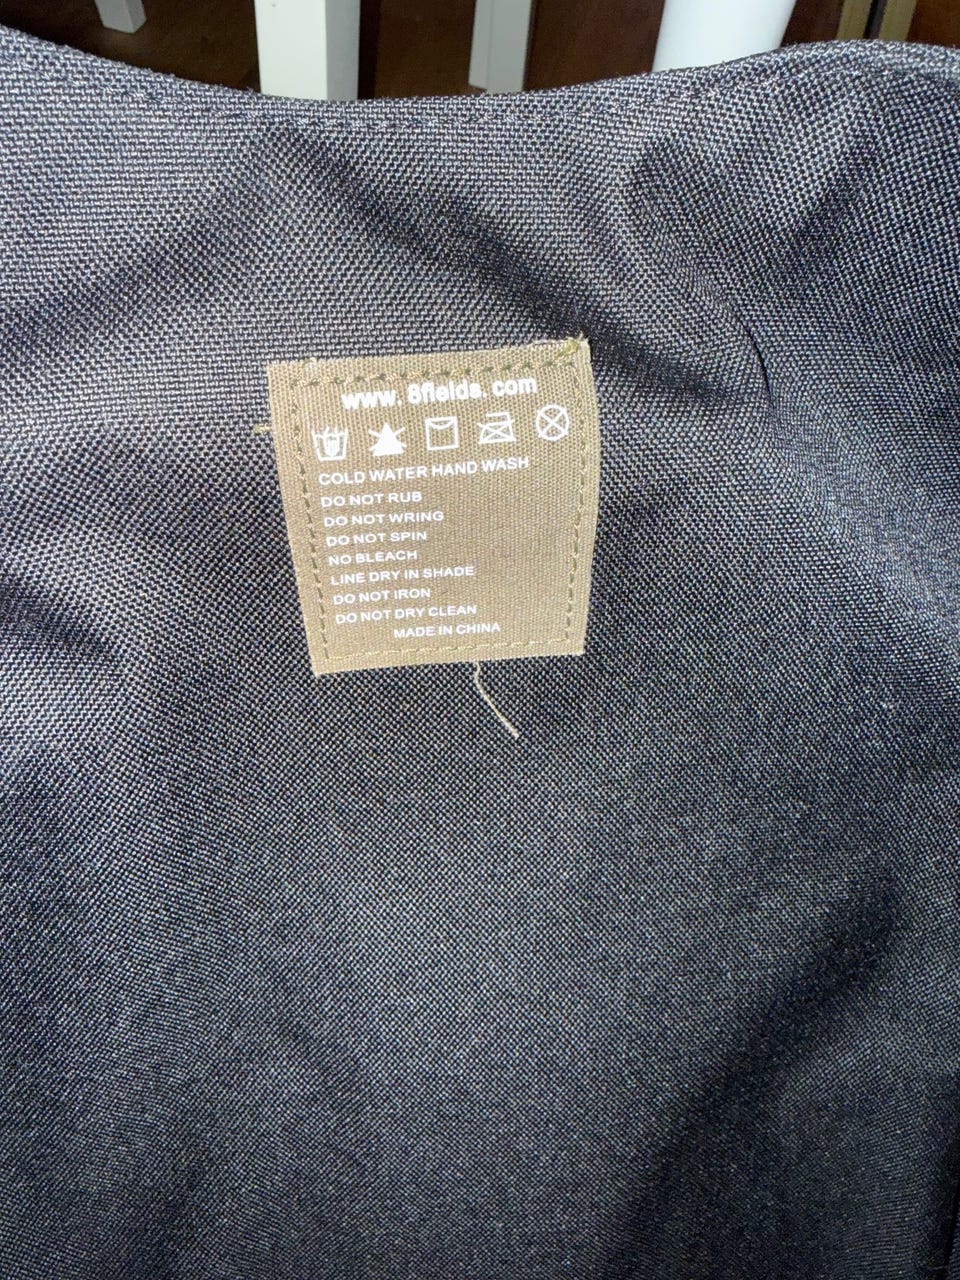 www. 8fields. com
COLD WATER HAND WASH
DO NOT RUB
DO NOT WRING
DO NOT SPIN
NO BLEACH
LINE DRY IN SHADE
DO NOT IRON
DO NOT DRY CLEAN
MADE IN CHINA